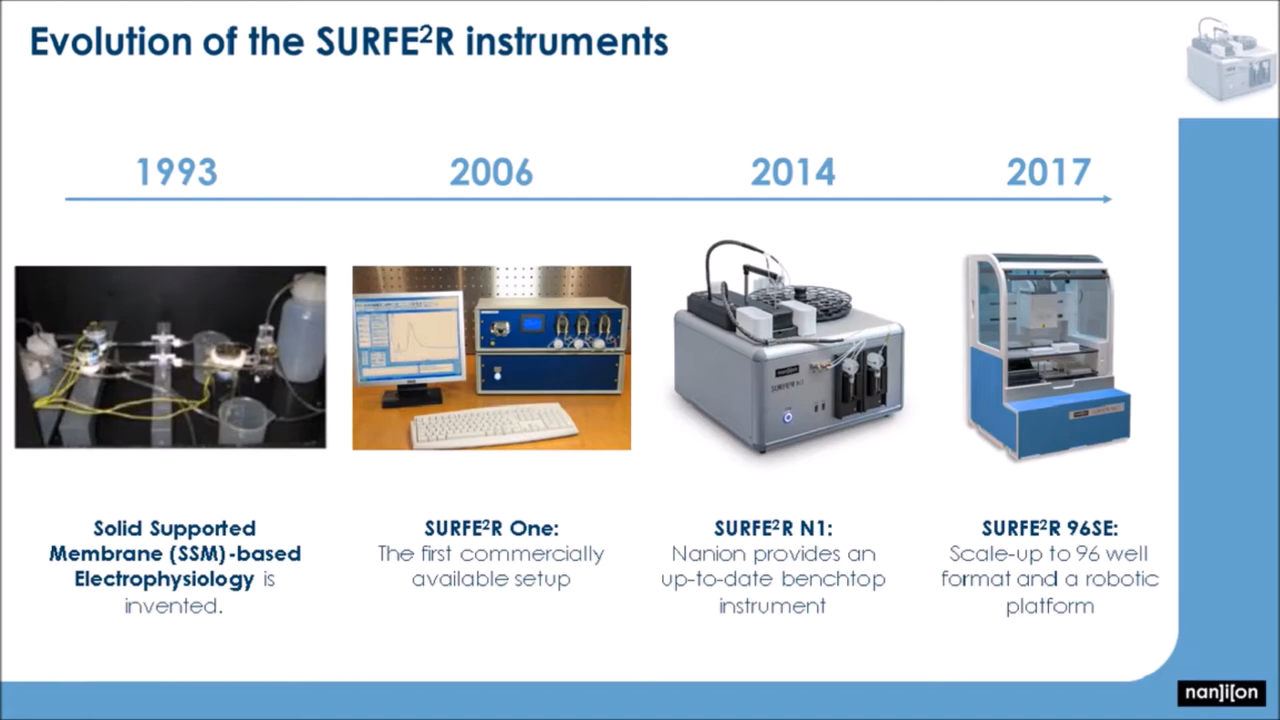 Evolution of the SURFE²R instruments
1993
2006
2014
2017
Solid Supported
Membrane (SSM)-based
Electrophysiology is
invented.
SURFE²R One:
The first commercially
available setup
SURFE²R N1:
Nanion provides an
up-to-date benchtop
instrument
SURFE²R 96SE:
Scale-up to 96 well
format and a robotic
platform
nan]i[on